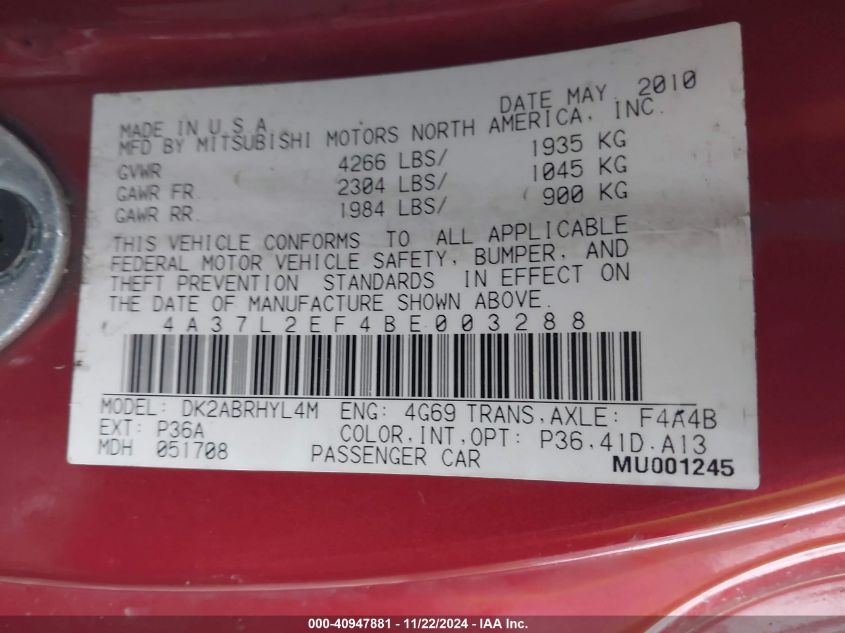 DATE MAY 2010
MADE IN U.S.A.
MFD BY MITSUBISHI MOTORS NORTH AMERICA, INC.
GVWR 4266 LBS/ 1935 KG
GAWR FR. 2304 LBS/ 1045 KG
GAWR RR. 1984 LBS/ 900 KG
THIS VEHICLE CONFORMS TO ALL APPLICABLE
FEDERAL MOTOR VEHICLE SAFETY, BUMPER, AND
THEFT PREVENTION STANDARDS IN EFFECT ON
THE DATE OF MANUFACTURE SHOWN ABOVE.
4A37L2EF4BE003288
MODEL: DK2ABRHYL4M ENG: 4G69 TRANS,AXLE: F4A4B
EXT: P36A COLOR,INT,OPT: P36,41D,A13
MDH 051708 PASSENGER CAR MU001245
000-40947881 - 11/22/2024 - IAA Inc.